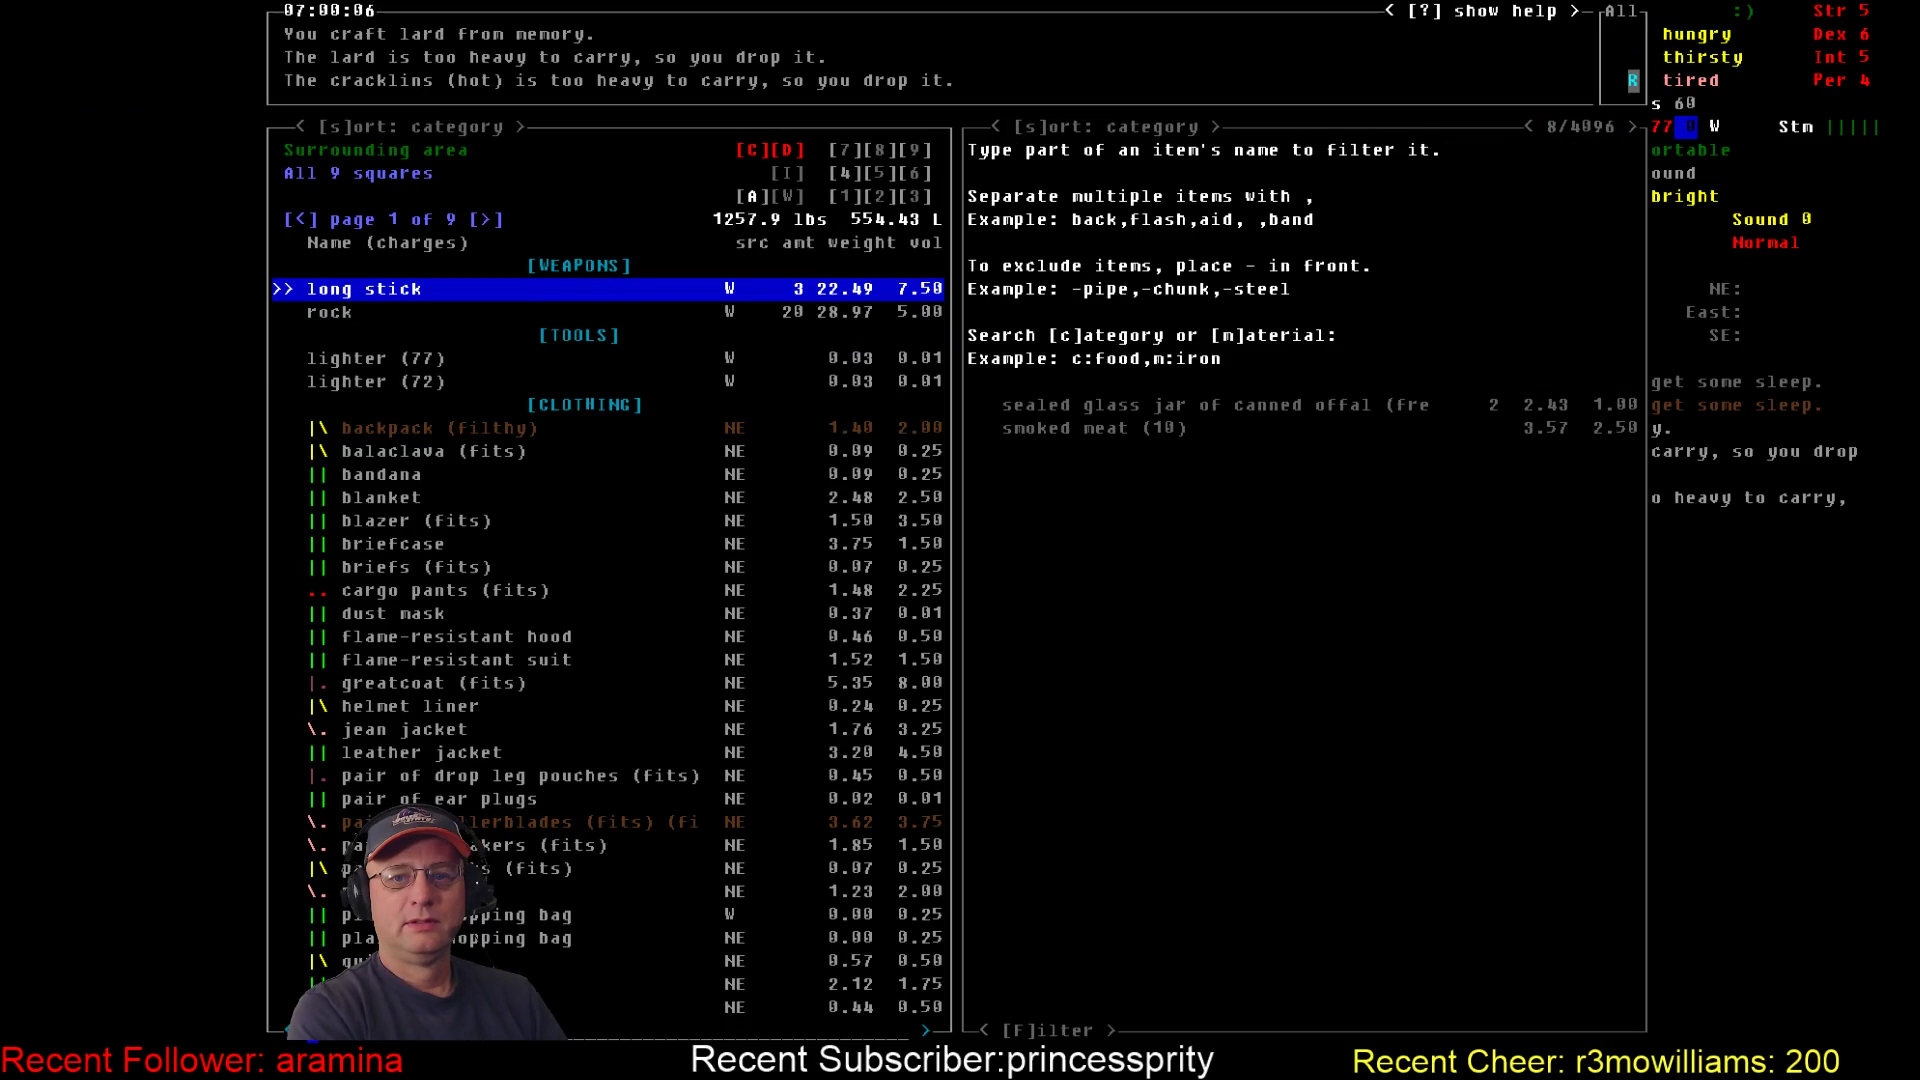 07:00:06
< [?] show help >
All
You craft lard from memory.
The lard is too heavy to carry, so you drop it.
The cracklins (hot) is too heavy to carry, so you drop it.
R
:) Str 5
hungry Dex 6
thirsty Int 5
tired Per 4
s 60
77 0 W Stm |||||
ortable
ound
bright
Sound 0
Normal
NE:
East:
SE:
get some sleep.
get some sleep.
y.
carry, so you drop
o heavy to carry,
< [s]ort: category >
Surrounding area [C][D] [7][8][9]
All 9 squares [I] [4][5][6]
[A][W] [1][2][3]
[<] page 1 of 9 [>] 1257.9 lbs 554.43 L
Name (charges) src amt weight vol
[WEAPONS]
>> long stick W 3 22.49 7.50
rock W 20 28.97 5.00
[TOOLS]
lighter (77) W 0.03 0.01
lighter (72) W 0.03 0.01
[CLOTHING]
|\ backpack (filthy) NE 1.40 2.00
|\ balaclava (fits) NE 0.09 0.25
|| bandana NE 0.09 0.25
|| blanket NE 2.48 2.50
|| blazer (fits) NE 1.50 3.50
|| briefcase NE 3.75 1.50
|| briefs (fits) NE 0.07 0.25
.. cargo pants (fits) NE 1.48 2.25
|| dust mask NE 0.37 0.01
|| flame-resistant hood NE 0.46 0.50
|| flame-resistant suit NE 1.52 1.50
|. greatcoat (fits) NE 5.35 8.00
|\ helmet liner NE 0.24 0.25
\. jean jacket NE 1.76 3.25
|| leather jacket NE 3.20 4.50
|. pair of drop leg pouches (fits) NE 0.45 0.50
|| pair of ear plugs NE 0.02 0.01
\. pa llerblades (fits) (fi NE 3.62 3.75
\. pa kers (fits) NE 1.85 1.50
|\ pa s (fits) NE 0.07 0.25
\. NE 1.23 2.00
|| pl pping bag W 0.00 0.25
|| pla opping bag NE 0.00 0.25
|\ NE 0.57 0.50
NE 2.12 1.75
NE 0.44 0.50
>
< [s]ort: category >
< 8/4096 >
Type part of an item's name to filter it.
Separate multiple items with ,
Example: back,flash,aid, ,band
To exclude items, place - in front.
Example: -pipe,-chunk,-steel
Search [c]ategory or [m]aterial:
Example: c:food,m:iron
sealed glass jar of canned offal (fre 2 2.43 1.00
smoked meat (10) 3.57 2.50
< [F]ilter >
Recent Follower: aramina
Recent Subscriber:princessprity
Recent Cheer: r3mowilliams: 200